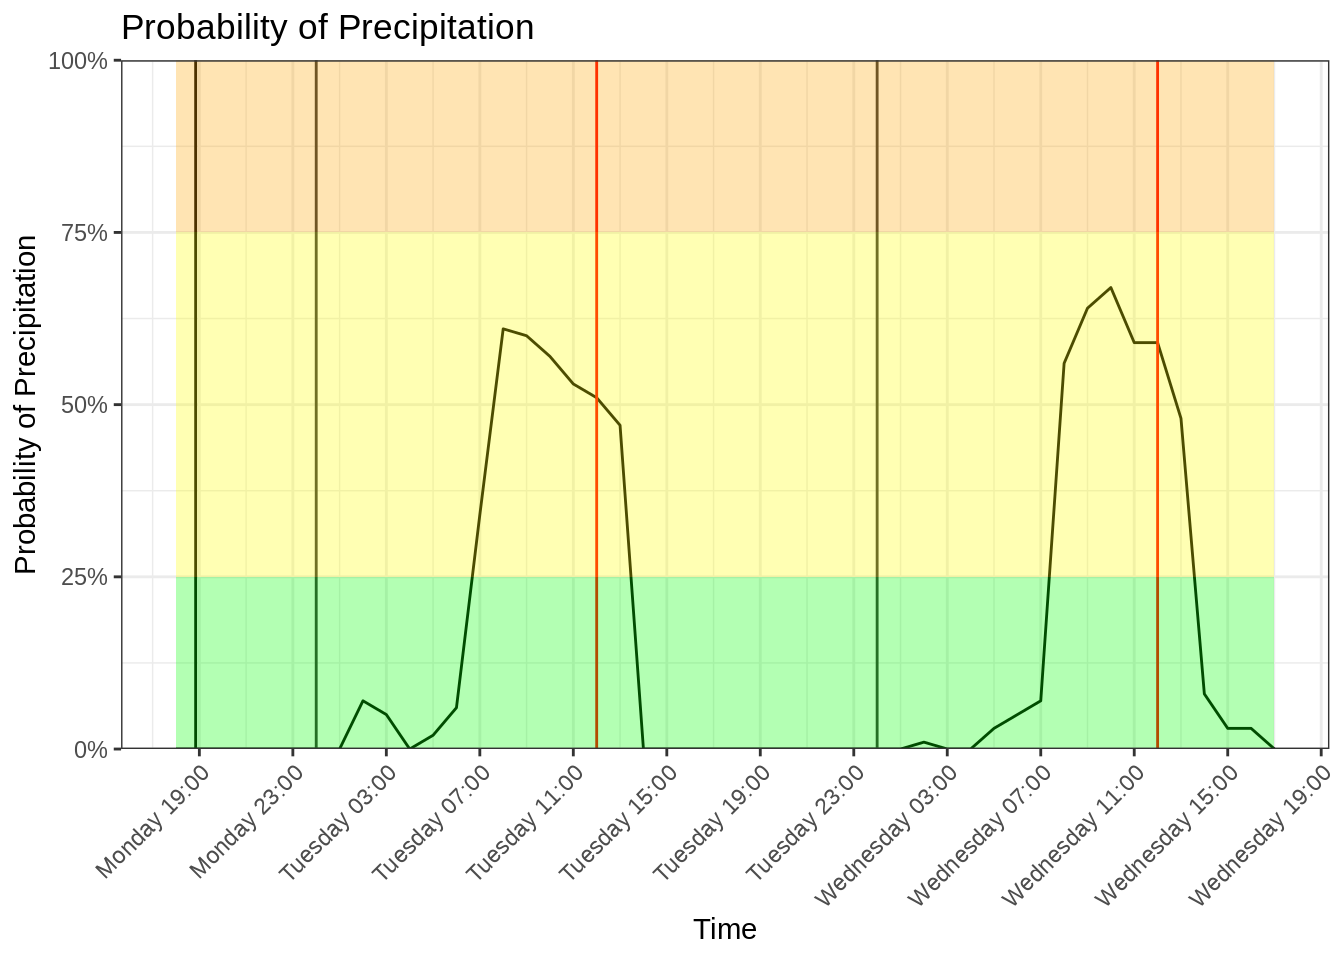 Probability of Precipitation
Probability of Precipitation
100%
75%
50%
25%
0%
Monday 19:00
Monday 23:00
Tuesday 03:00
Tuesday 07:00
Tuesday 11:00
Tuesday 15:00
Tuesday 19:00
Tuesday 23:00
Wednesday 03:00
Wednesday 07:00
Wednesday 11:00
Wednesday 15:00
Wednesday 19:00
Time